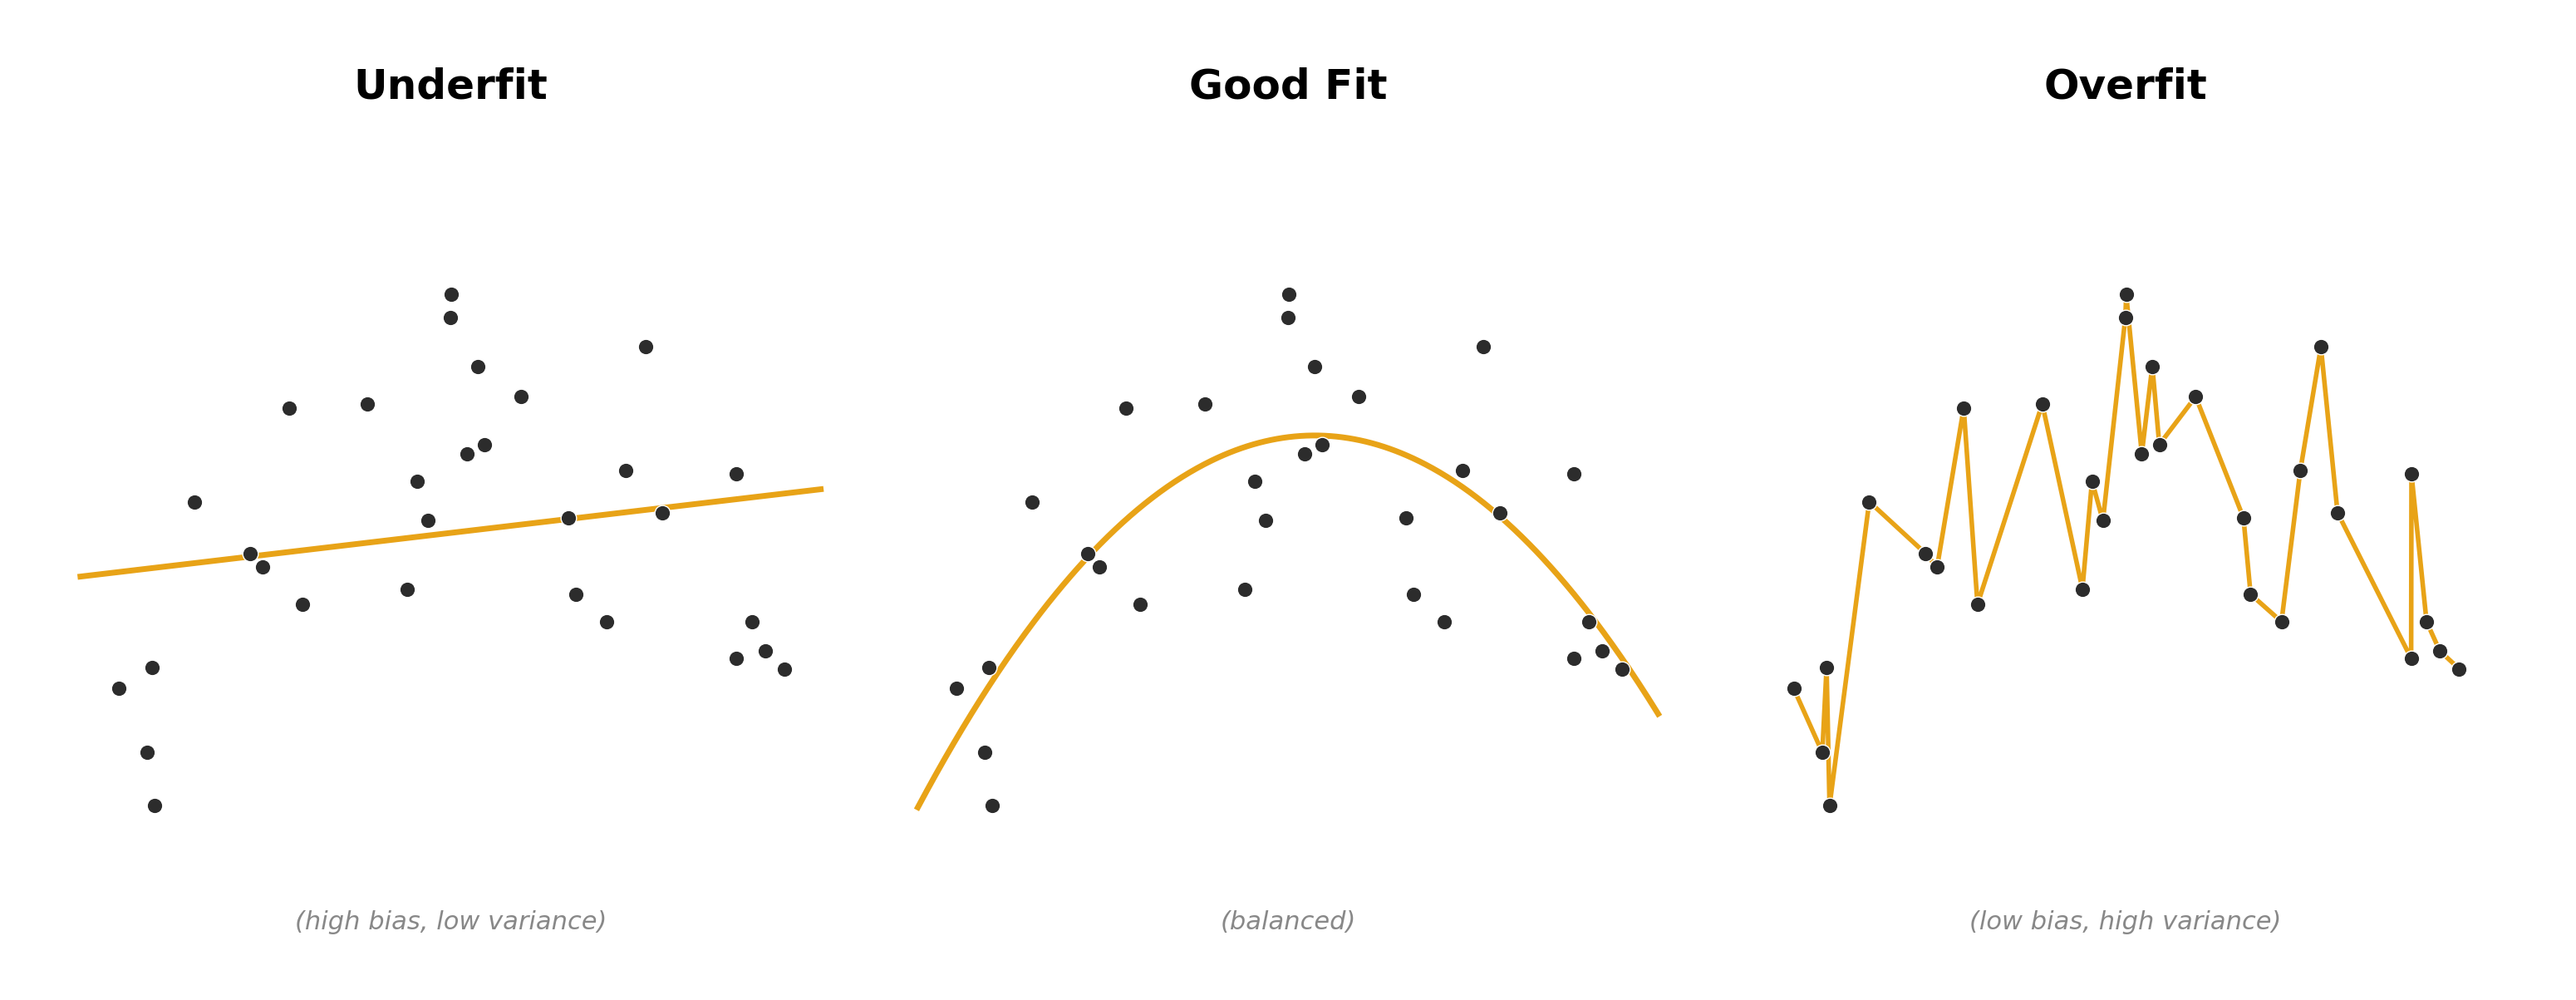 Underfit
Good Fit
Overfit
(high bias, low variance)
(balanced)
(low bias, high variance)